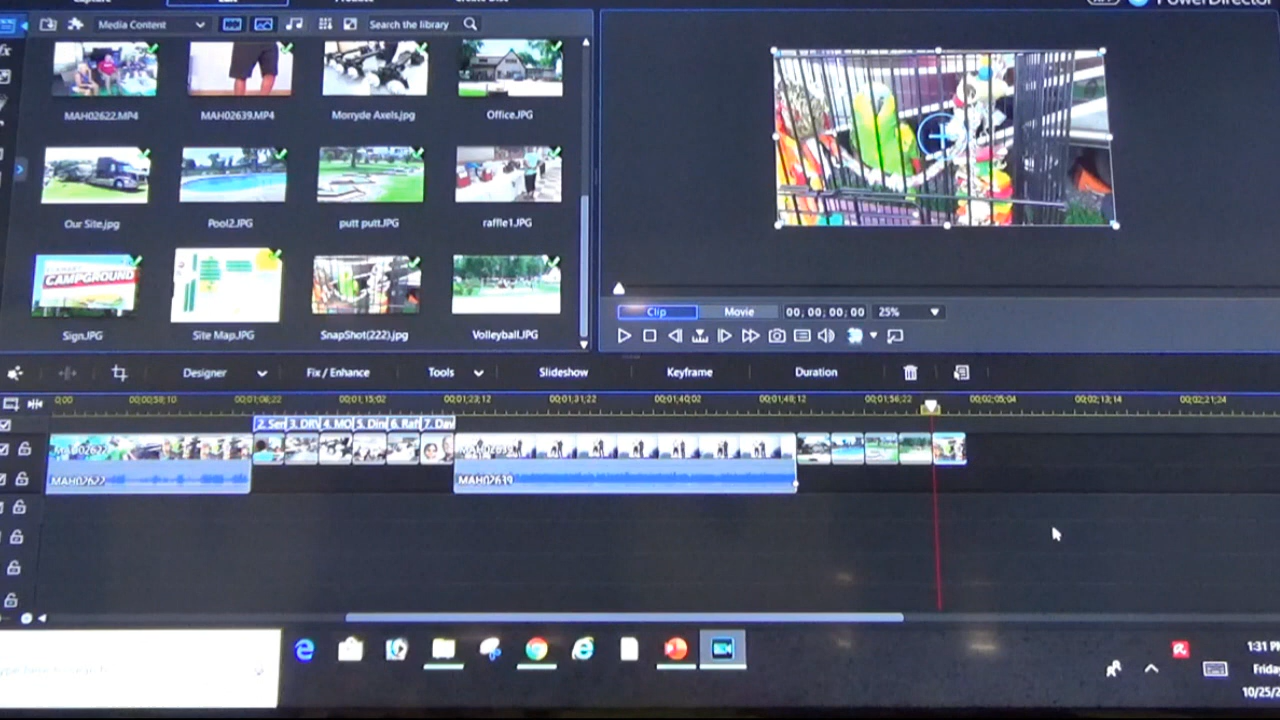 PowerDirector
Media Content
Search the library
MAH02622.MP4
MAH02639.MP4
Morryde Axels.jpg
Office.JPG
Our Site.jpg
Pool2.JPG
putt putt.JPG
raffle1.JPG
CAMPGROUND
Sign.JPG
Site Map.JPG
SnapShot(222).jpg
Volleyball.JPG
Clip
Movie
00; 00; 00; 00
25%
Designer
Fix / Enhance
Tools
Slideshow
Keyframe
Duration
0;00 00;00;58;10 00;01;06;22 00;01;15;02 00;01;23;12 00;01;31;22 00;01;40;02 00;01;48;12 00;01;56;22 00;02;05;04 00;02;13;14 00;02;21;24
2. Ser 3. DRV 4. MO 5. Din 6. Raf 7. Dav
MAH02622
MAH02622
MAH02639
1:31 PM
Friday
10/25/2